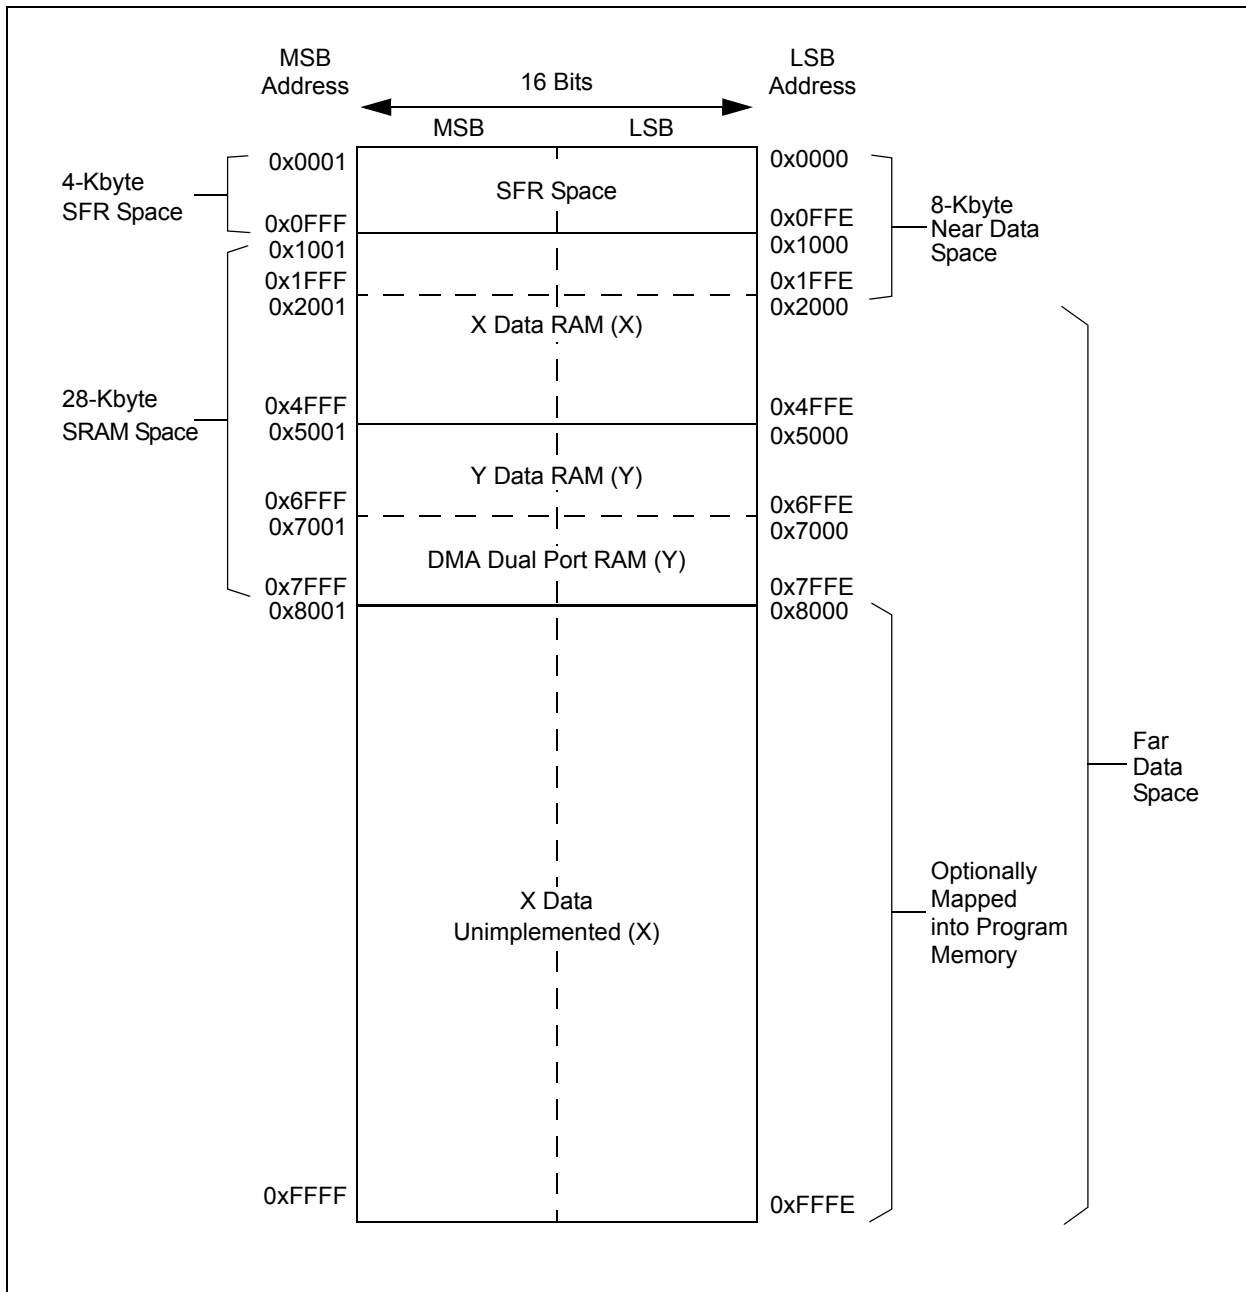 MSB
Address
16 Bits
LSB
Address
MSB
LSB
0x0001
0x0000
4-Kbyte
SFR Space
SFR Space
8-Kbyte
Near Data
Space
0x0FFF
0x0FFE
0x1001
0x1000
0x1FFF
0x1FFE
0x2001
0x2000
X Data RAM (X)
28-Kbyte
SRAM Space
0x4FFF
0x4FFE
0x5001
0x5000
Y Data RAM (Y)
0x6FFF
0x6FFE
0x7001
0x7000
DMA Dual Port RAM (Y)
0x7FFF
0x7FFE
0x8001
0x8000
Far
Data
Space
Optionally
Mapped
into Program
Memory
X Data
Unimplemented (X)
0xFFFF
0xFFFE